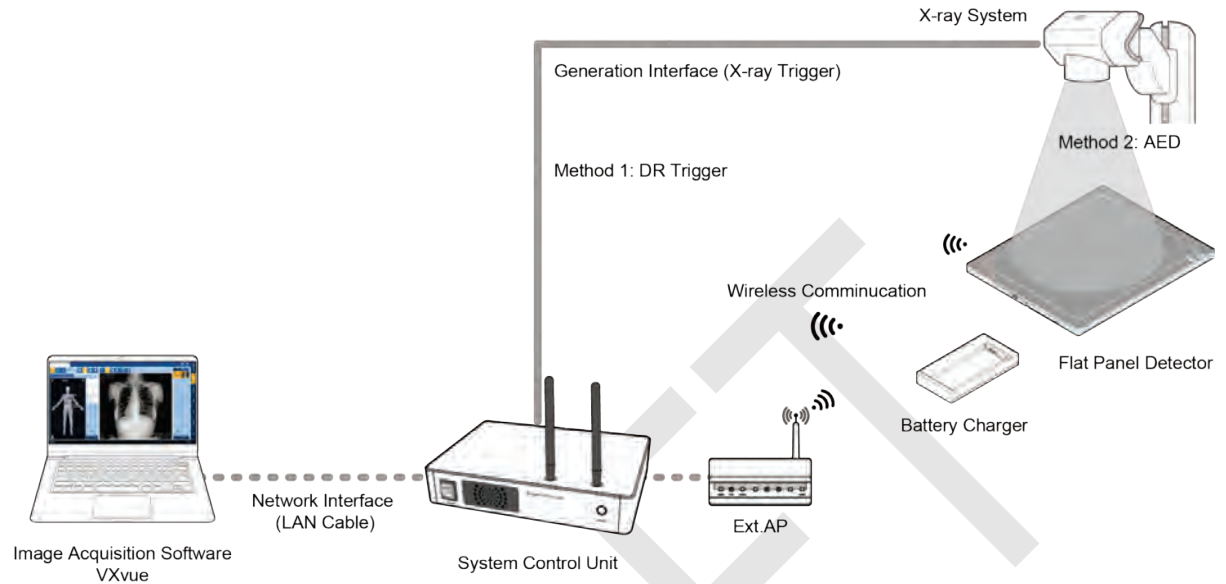 X-ray System
Generation Interface (X-ray Trigger)
Method 2: AED
Method 1: DR Trigger
Wireless Comminucation
Flat Panel Detector
Battery Charger
Network Interface
(LAN Cable)
Ext.AP
Image Acquisition Software
VXvue
System Control Unit